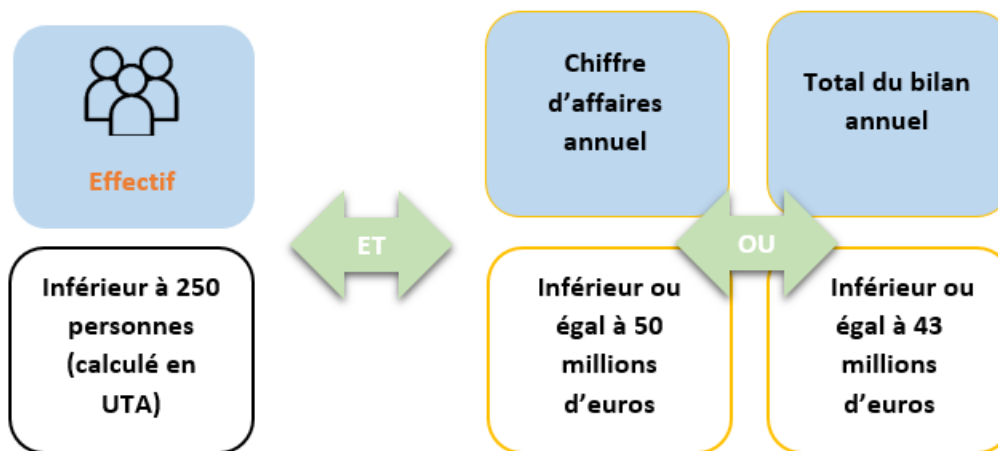 Effectif
Inférieur à 250
personnes
(calculé en
UTA)
ET
Chiffre
d’affaires
annuel
Inférieur ou
égal à 50
millions
d’euros
OU
Total du bilan
annuel
Inférieur ou
égal à 43
millions
d’euros